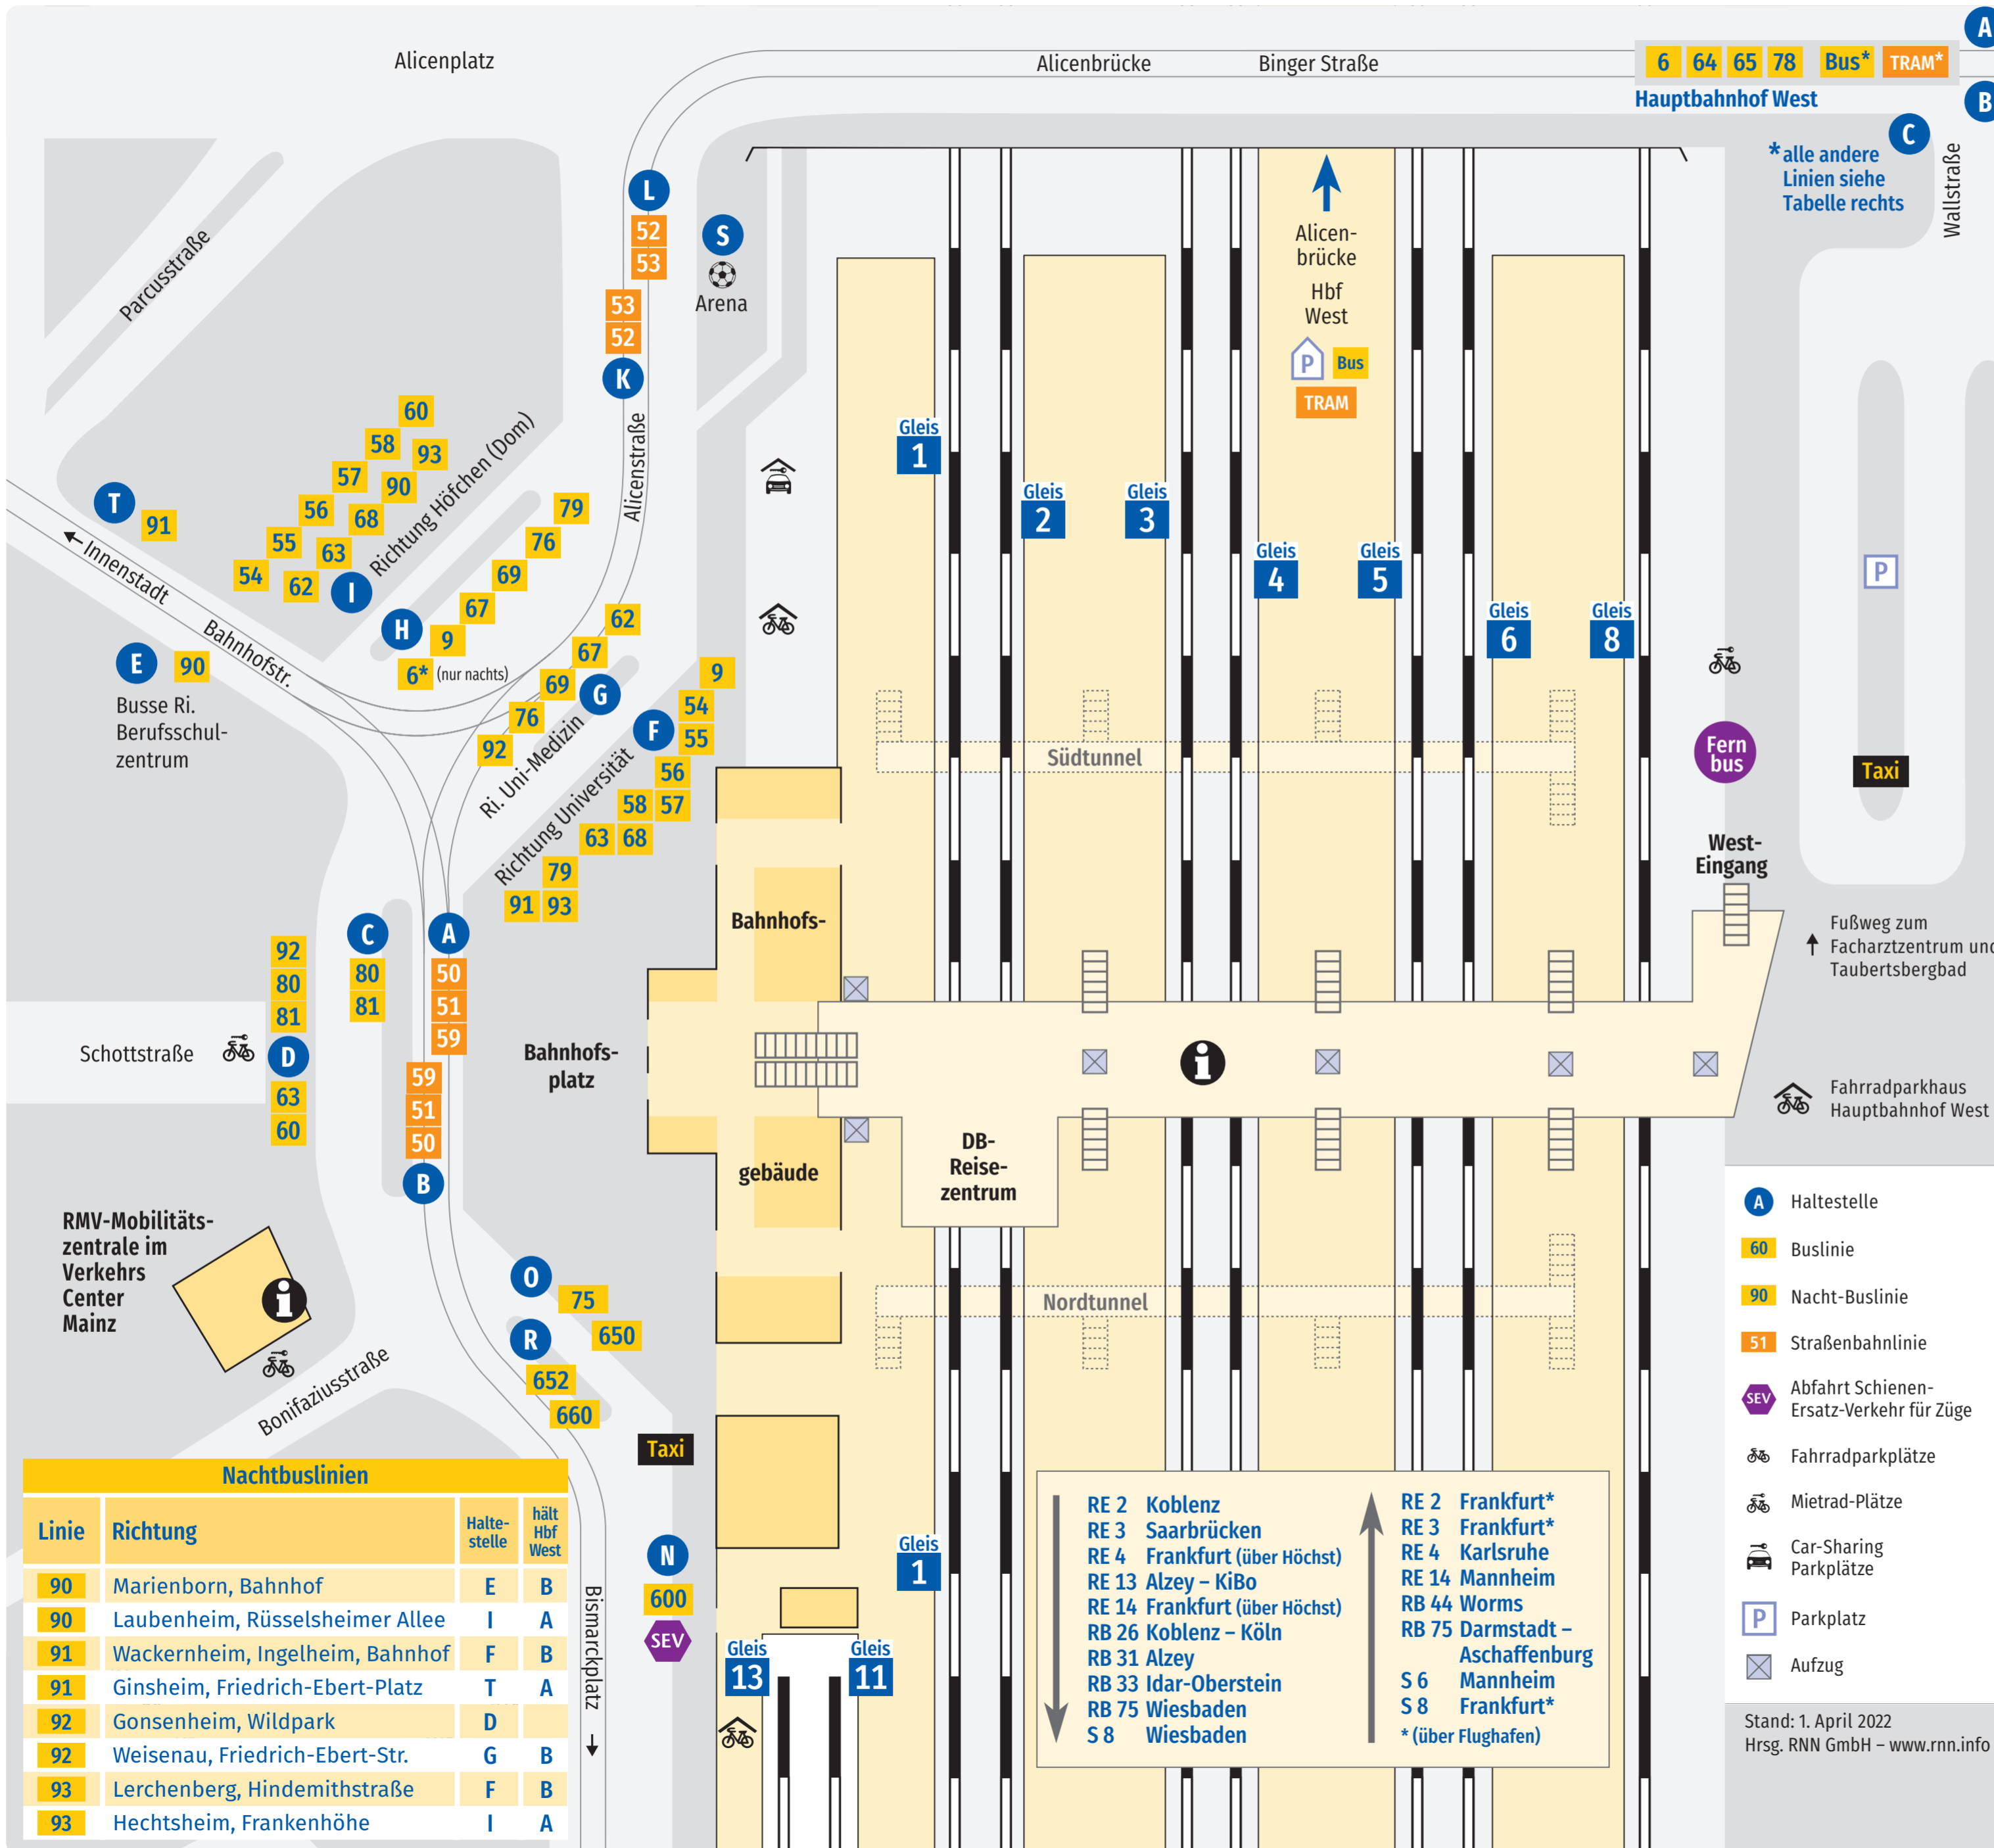 Alicenplatz
Alicenbrücke
Binger Straße
6 64 65 78 Bus* TRAM*
Hauptbahnhof West
A
B
C
*alle andere
Linien siehe
Tabelle rechts
Wallstraße
Parcusstraße
L
52
53
53
52
K
S
Arena
Alicenstraße
Alicen-
brücke
Hbf
West
P Bus
TRAM
Gleis
1
Gleis
2
Gleis
3
Gleis
4
Gleis
5
Gleis
6
Gleis
8
T
91
60
58 93
57 90
56 68
55 63
54 62
I
Richtung Höfchen (Dom)
79
76
69
67
H 9
6* (nur nachts)
Innenstadt
Bahnhofstr.
E 90
Busse Ri.
Berufsschul-
zentrum
62
67
69 G
76
92
Ri. Uni-Medizin
9
54
F 55
56
58 57
63 68
79
91 93
Richtung Universität
P
Taxi
Fern
bus
West-
Eingang
Südtunnel
Fußweg zum
Facharztzentrum und
Taubertsbergbad
Fahrradparkhaus
Hauptbahnhof West
92
80
81
D
63
60
Schottstraße
C
80
81
A
50
51
59
59
51
50
B
Bahnhofs-
platz
Bahnhofs-
gebäude
i
DB-
Reise-
zentrum
Nordtunnel
RMV-Mobilitäts-
zentrale im
Verkehrs
Center
Mainz
i
Bonifaziusstraße
O
75
650
R
652
660
Taxi
N
600
SEV
Bismarckplatz
Gleis
1
Gleis
13
Gleis
11
Nachtbuslinien
Linie Richtung Halte-
stelle hält
Hbf
West
90 Marienborn, Bahnhof E B
90 Laubenheim, Rüsselsheimer Allee I A
91 Wackernheim, Ingelheim, Bahnhof F B
91 Ginsheim, Friedrich-Ebert-Platz T A
92 Gonsenheim, Wildpark D
92 Weisenau, Friedrich-Ebert-Str. G B
93 Lerchenberg, Hindemithstraße F B
93 Hechtsheim, Frankenhöhe I A
RE 2 Koblenz
RE 3 Saarbrücken
RE 4 Frankfurt (über Höchst)
RE 13 Alzey – KiBo
RE 14 Frankfurt (über Höchst)
RB 26 Koblenz – Köln
RB 31 Alzey
RB 33 Idar-Oberstein
RB 75 Wiesbaden
S 8 Wiesbaden
RE 2 Frankfurt*
RE 3 Frankfurt*
RE 4 Karlsruhe
RE 14 Mannheim
RB 44 Worms
RB 75 Darmstadt –
Aschaffenburg
S 6 Mannheim
S 8 Frankfurt*
* (über Flughafen)
A Haltestelle
60 Buslinie
90 Nacht-Buslinie
51 Straßenbahnlinie
SEV Abfahrt Schienen-
Ersatz-Verkehr für Züge
Fahrradparkplätze
Mietrad-Plätze
Car-Sharing
Parkplätze
P Parkplatz
Aufzug
Stand: 1. April 2022
Hrsg. RNN GmbH – www.rnn.info